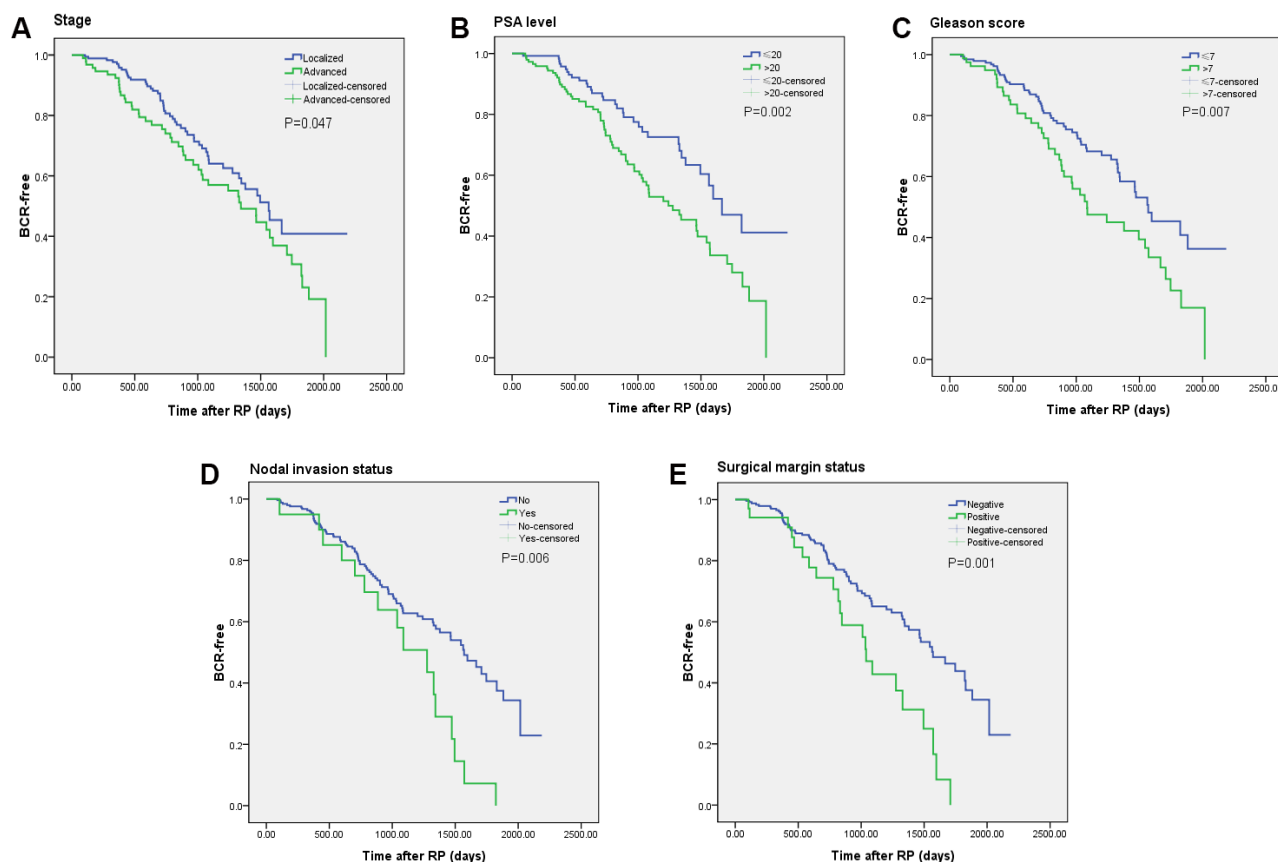 A
Stage
1.0
0.8
0.6
0.4
0.2
0.0
BCR-free
Localized
Advanced
Localized-censored
Advanced-censored
P=0.047
.00 500.00 1000.00 1500.00 2000.00 2500.00
Time after RP (days)
B
PSA level
1.0
0.8
0.6
0.4
0.2
0.0
BCR-free
≤20
>20
≤20-censored
>20-censored
P=0.002
.00 500.00 1000.00 1500.00 2000.00 2500.00
Time after RP (days)
C
Gleason score
1.0
0.8
0.6
0.4
0.2
0.0
BCR-free
≤7
>7
≤7-censored
>7-censored
P=0.007
.00 500.00 1000.00 1500.00 2000.00 2500.00
Time after RP (days)
D
Nodal invasion status
1.0
0.8
0.6
0.4
0.2
0.0
BCR-free
No
Yes
No-censored
Yes-censored
P=0.006
.00 500.00 1000.00 1500.00 2000.00 2500.00
Time after RP (days)
E
Surgical margin status
1.0
0.8
0.6
0.4
0.2
0.0
BCR-free
Negative
Positive
Negative-censored
Positive-censored
P=0.001
.00 500.00 1000.00 1500.00 2000.00 2500.00
Time after RP (days)